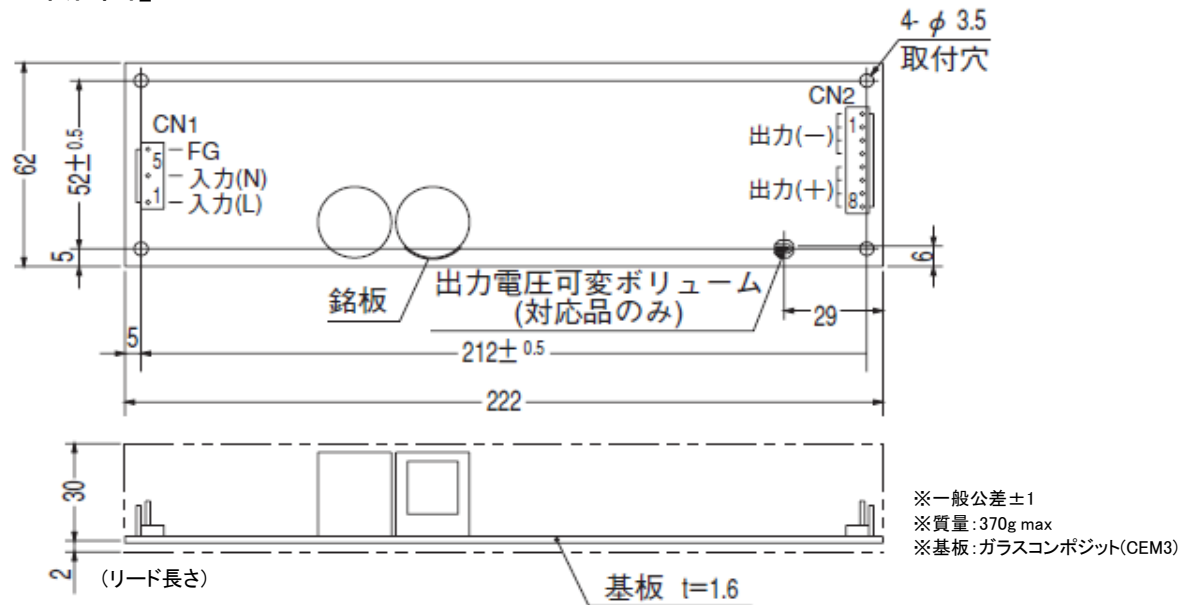 4- φ 3.5
取付穴
CN2
1
出力(－)
出力(＋)
8
CN1
5
FG
入力(N)
1
入力(L)
62
52± 0.5
5
6
銘板
出力電圧可変ボリューム
(対応品のみ)
29
5
212± 0.5
222
30
2
(リード長さ)
基板 t=1.6
※一般公差±1
※質量:370g max
※基板:ガラスコンポジット(CEM3)